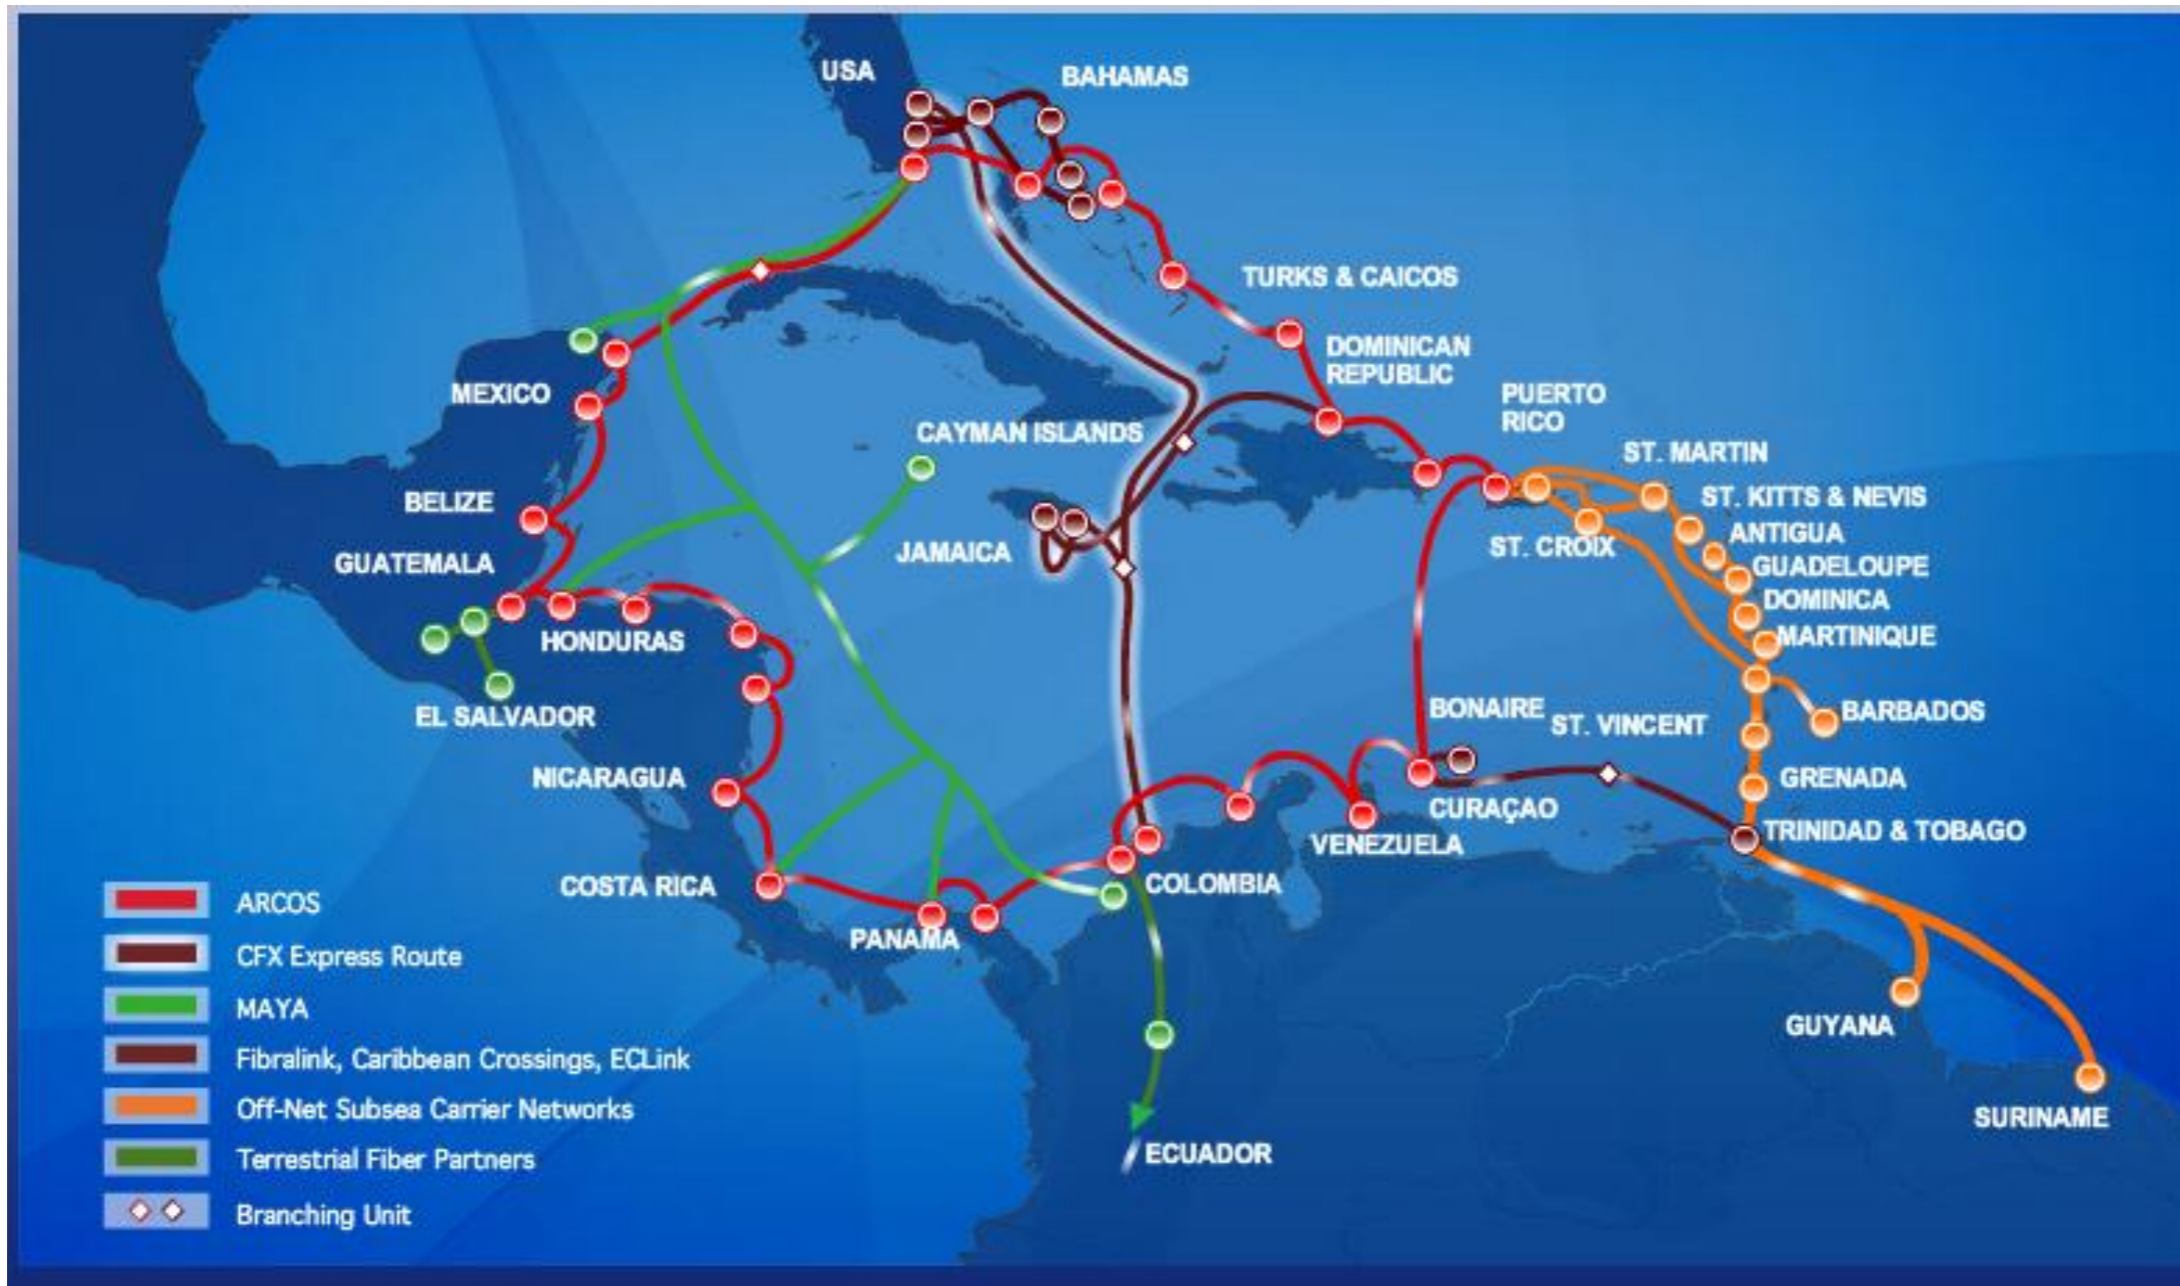 USA
BAHAMAS
TURKS & CAICOS
DOMINICAN
REPUBLIC
MEXICO
PUERTO
RICO
CAYMAN ISLANDS
ST. MARTIN
BELIZE
ST. KITTS & NEVIS
ANTIGUA
ST. CROIX
JAMAICA
GUATEMALA
GUADELOUPE
DOMINICA
HONDURAS
MARTINIQUE
EL SALVADOR
BONAIRE
ST. VINCENT
BARBADOS
NICARAGUA
GRENADA
CURAÇAO
TRINIDAD & TOBAGO
VENEZUELA
COSTA RICA
COLOMBIA
PANAMA
GUYANA
SURINAME
ECUADOR
ARCOS
CFX Express Route
MAYA
Fibralink, Caribbean Crossings, ECLink
Off-Net Subsea Carrier Networks
Terrestrial Fiber Partners
Branching Unit